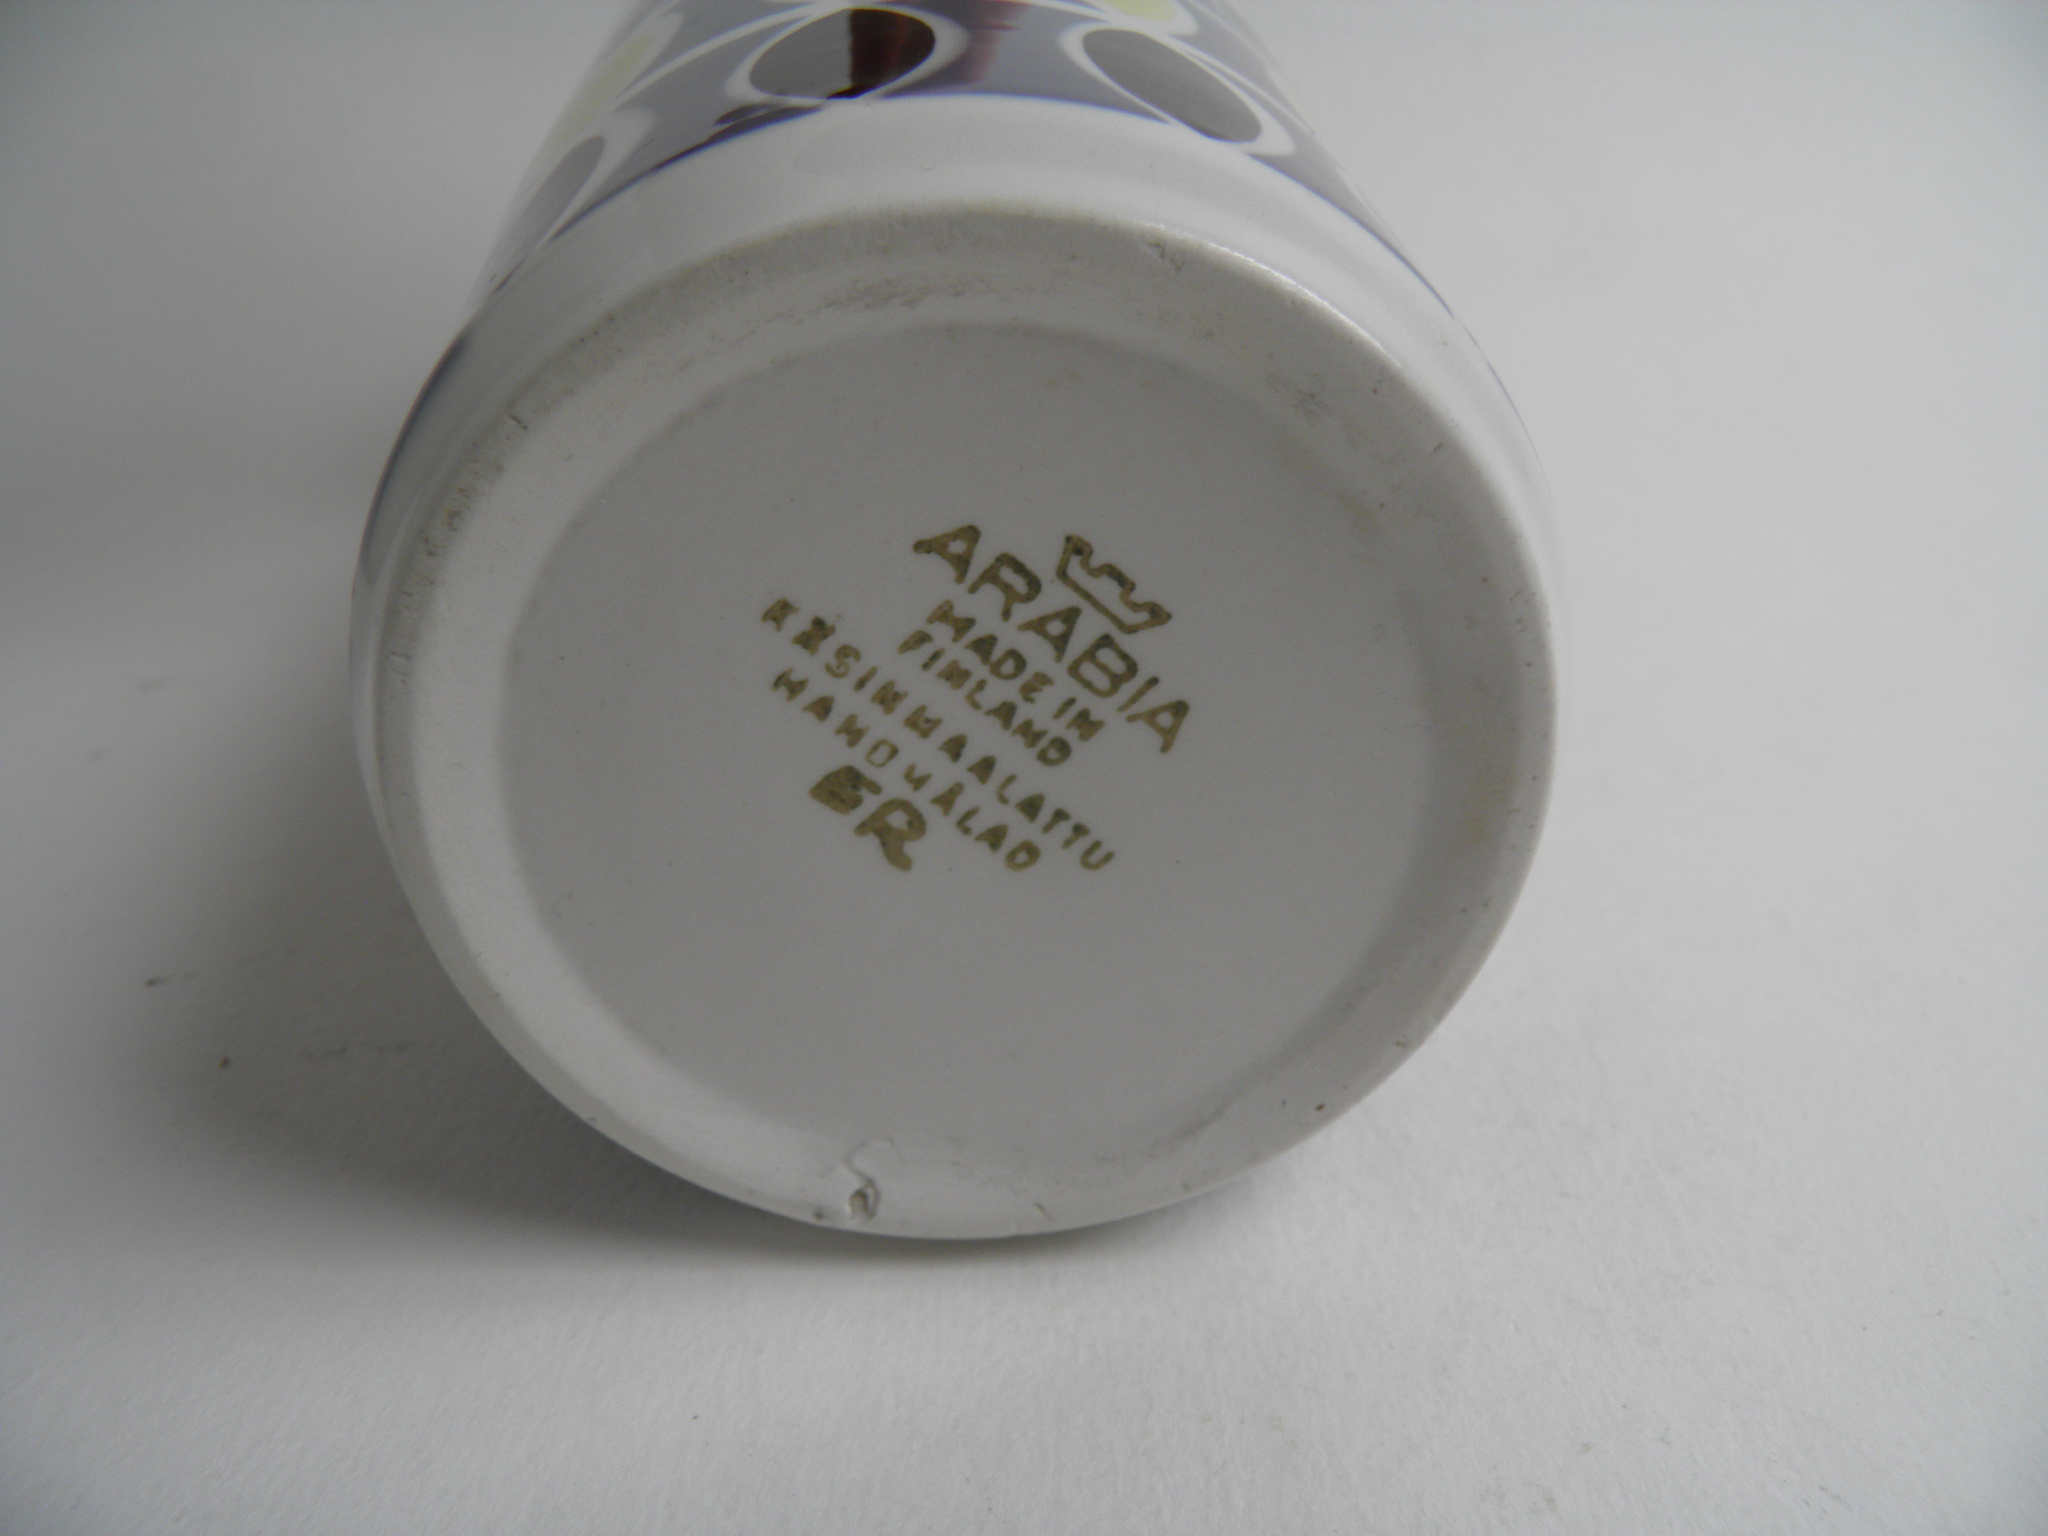 ARABIA
MADE IN
FINLAND
KÄSINMAALATTU
HANDMÅLAD
ER